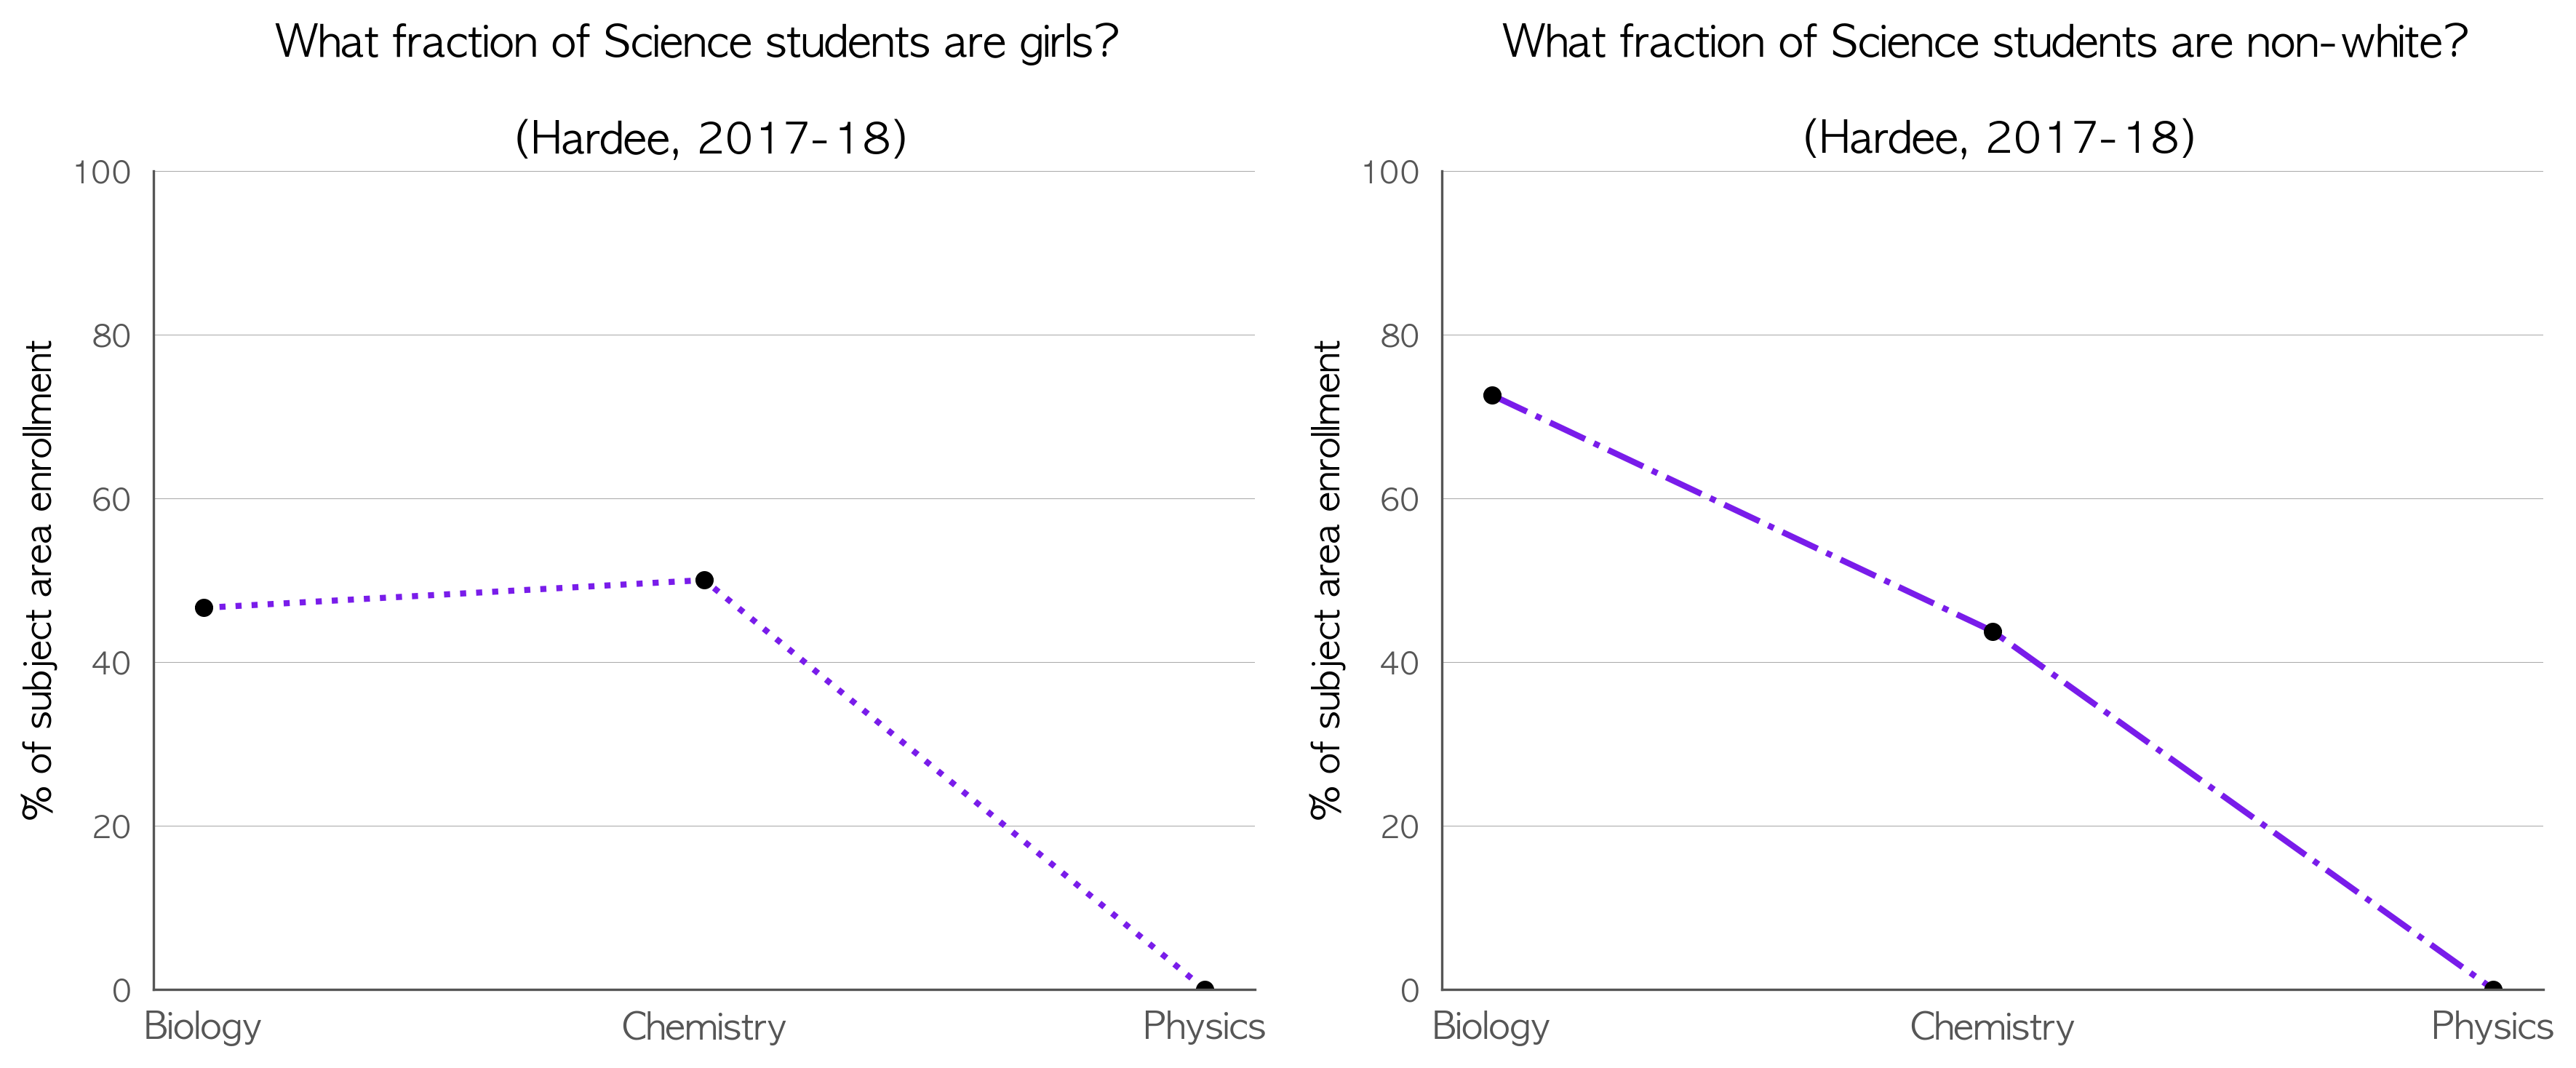 What fraction of Science students are girls?
(Hardee, 2017-18)
% of subject area enrollment
100
80
60
40
20
0
Biology
Chemistry
Physics
What fraction of Science students are non-white?
(Hardee, 2017-18)
% of subject area enrollment
100
80
60
40
20
0
Biology
Chemistry
Physics